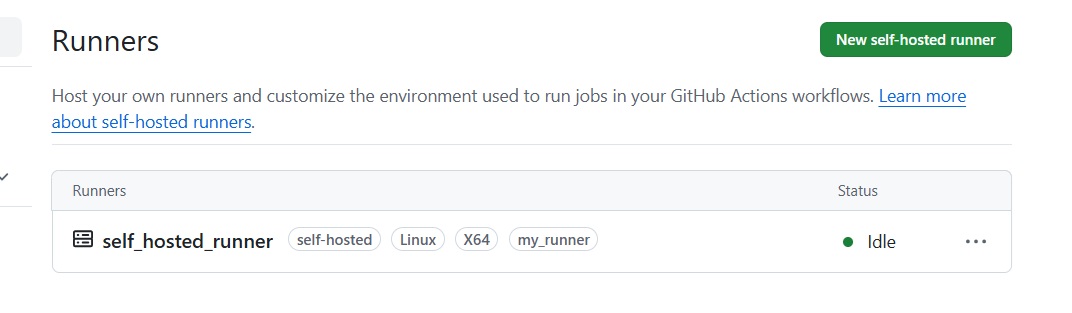 Runners
New self-hosted runner
Host your own runners and customize the environment used to run jobs in your GitHub Actions workflows. Learn more
about self-hosted runners.
Runners Status
self_hosted_runner self-hosted Linux X64 my_runner Idle